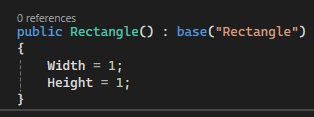 0 references
public Rectangle() : base("Rectangle")
{
    Width = 1;
    Height = 1;
}